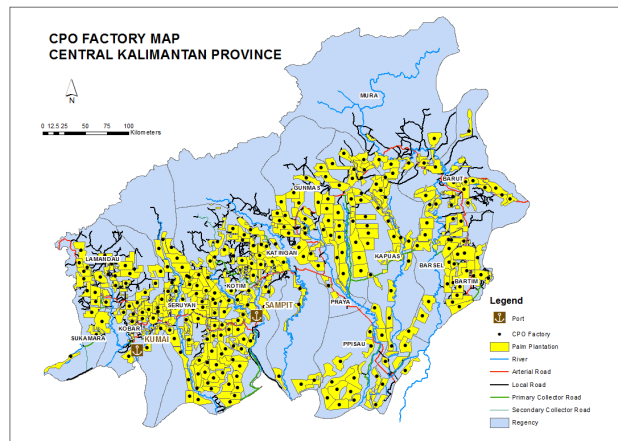 CPO FACTORY MAP
CENTRAL KALIMANTAN PROVINCE
N
0 12.5 25 50 75 100
Kilometers
MURA
BARUT
GUNMAS
KATINGAN
LAMANDAU
KAPUAS
BARSEL
KOTIM
BARTIM
SERUYAN
SAMPIT
PRAYA
KOBAR
SUKAMARA
KUMAI
PPISAU
Legend
Port
CPO Factory
Palm Plantation
River
Arterial Road
Local Road
Primary Collector Road
Secondary Collector Road
Regency